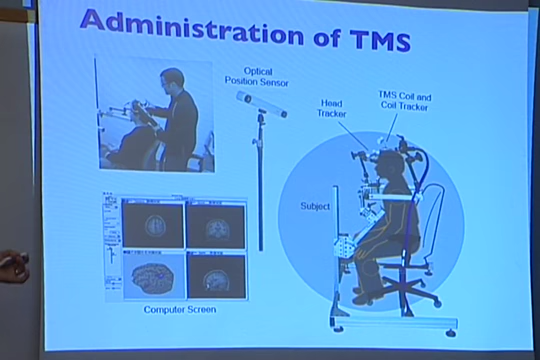 Administration of TMS
Optical
Position Sensor
Head
Tracker
TMS Coil and
Coil Tracker
Subject
Computer Screen